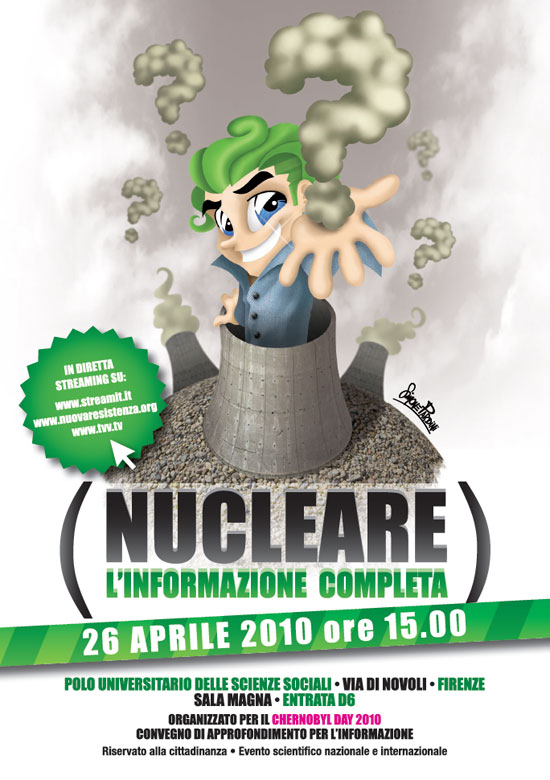 IN DIRETTA
STREAMING SU:
www.streamit.it
www.nuovaresistenza.org
www.tvv.tv
(NUCLEARE)
L'INFORMAZIONE COMPLETA
26 APRILE 2010 ore 15.00
POLO UNIVERSITARIO DELLE SCIENZE SOCIALI • VIA DI NOVOLI • FIRENZE
SALA MAGNA • ENTRATA D6
ORGANIZZATO PER IL CHERNOBYL DAY 2010
CONVEGNO DI APPROFONDIMENTO PER L'INFORMAZIONE
Riservato alla cittadinanza • Evento scientifico nazionale e internazionale